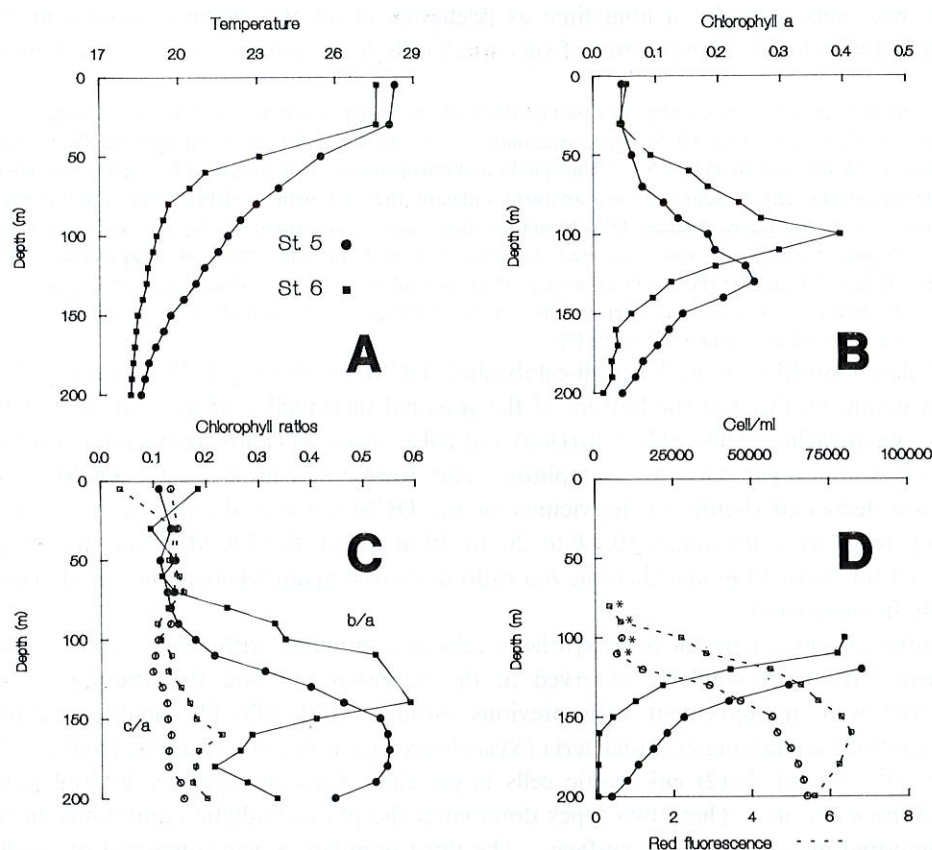 Temperature
17 20 23 26 29
Depth (m)
0
50
100
150
200
St. 5
St. 6
A
Chlorophyll a
0.0 0.1 0.2 0.3 0.4 0.5
Depth (m)
0
50
100
150
200
B
Chlorophyll ratios
0.0 0.1 0.2 0.3 0.4 0.5 0.6
Depth (m)
0
50
100
150
200
C
b/a
c/a
Cell/ml
0 25000 50000 75000 100000
Depth (m)
0
50
100
150
200
D
* * * *
0 2 4 6 8
Red fluorescence